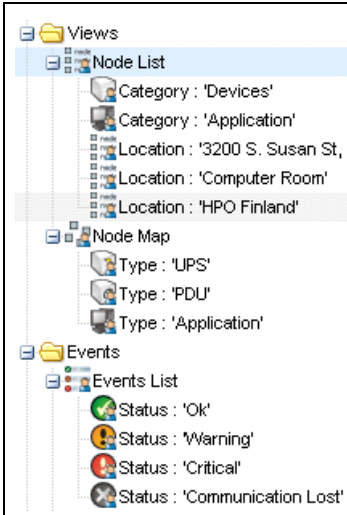 Views
Node List
Category : 'Devices'
Category : 'Application'
Location : '3200 S. Susan St,
Location : 'Computer Room'
Location : 'HPO Finland'
Node Map
Type : 'UPS'
Type : 'PDU'
Type : 'Application'
Events
Events List
Status : 'Ok'
Status : 'Warning'
Status : 'Critical'
Status : 'Communication Lost'